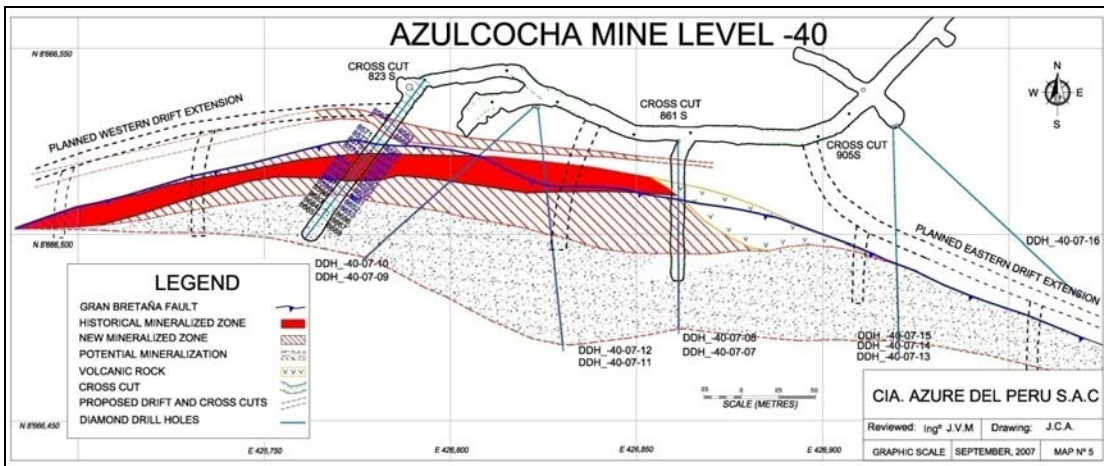 AZULCOCHA MINE LEVEL -40
N 8'666,550
N 8'666,500
N 8'666,450
CROSS CUT
823 S
CROSS CUT
861 S
CROSS CUT
905S
PLANNED WESTERN DRIFT EXTENSION
PLANNED EASTERN DRIFT EXTENSION
N
W E
S
DDH_-40-07-10
DDH_-40-07-09
DDH_-40-07-12
DDH_-40-07-11
DDH_-40-07-08
DDH_-40-07-07
DDH_-40-07-15
DDH_-40-07-14
DDH_-40-07-13
DDH_-40-07-16
LEGEND
GRAN BRETAÑA FAULT
HISTORICAL MINERALIZED ZONE
NEW MINERALIZED ZONE
POTENTIAL MINERALIZATION
VOLCANIC ROCK
CROSS CUT
PROPOSED DRIFT AND CROSS CUTS
DIAMOND DRILL HOLES
25 0 25 50
SCALE (METRES)
CIA. AZURE DEL PERU S.A.C
Reviewed: Ingº J.V.M Drawing: J.C.A.
GRAPHIC SCALE SEPTEMBER, 2007 MAP Nº 5
E 426,750
E 426,800
E 426,850
E 426,900